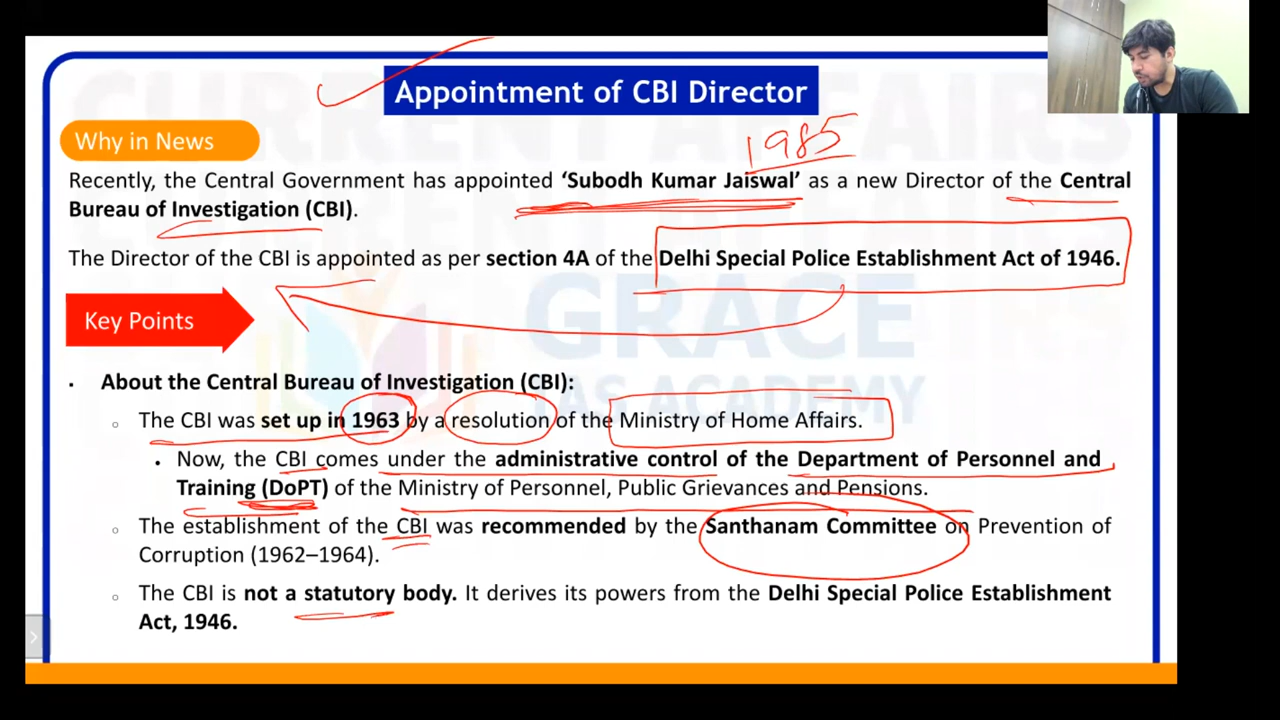 Appointment of CBI Director
Why in News
1985
Recently, the Central Government has appointed ‘Subodh Kumar Jaiswal’ as a new Director of the Central
Bureau of Investigation (CBI).
The Director of the CBI is appointed as per section 4A of the Delhi Special Police Establishment Act of 1946.
Key Points
▪ About the Central Bureau of Investigation (CBI):
o The CBI was set up in 1963 by a resolution of the Ministry of Home Affairs.
• Now, the CBI comes under the administrative control of the Department of Personnel and
Training (DoPT) of the Ministry of Personnel, Public Grievances and Pensions.
o The establishment of the CBI was recommended by the Santhanam Committee on Prevention of
Corruption (1962–1964).
o The CBI is not a statutory body. It derives its powers from the Delhi Special Police Establishment
Act, 1946.
CURRENT AFFAIRS
GRACE
IAS ACADEMY